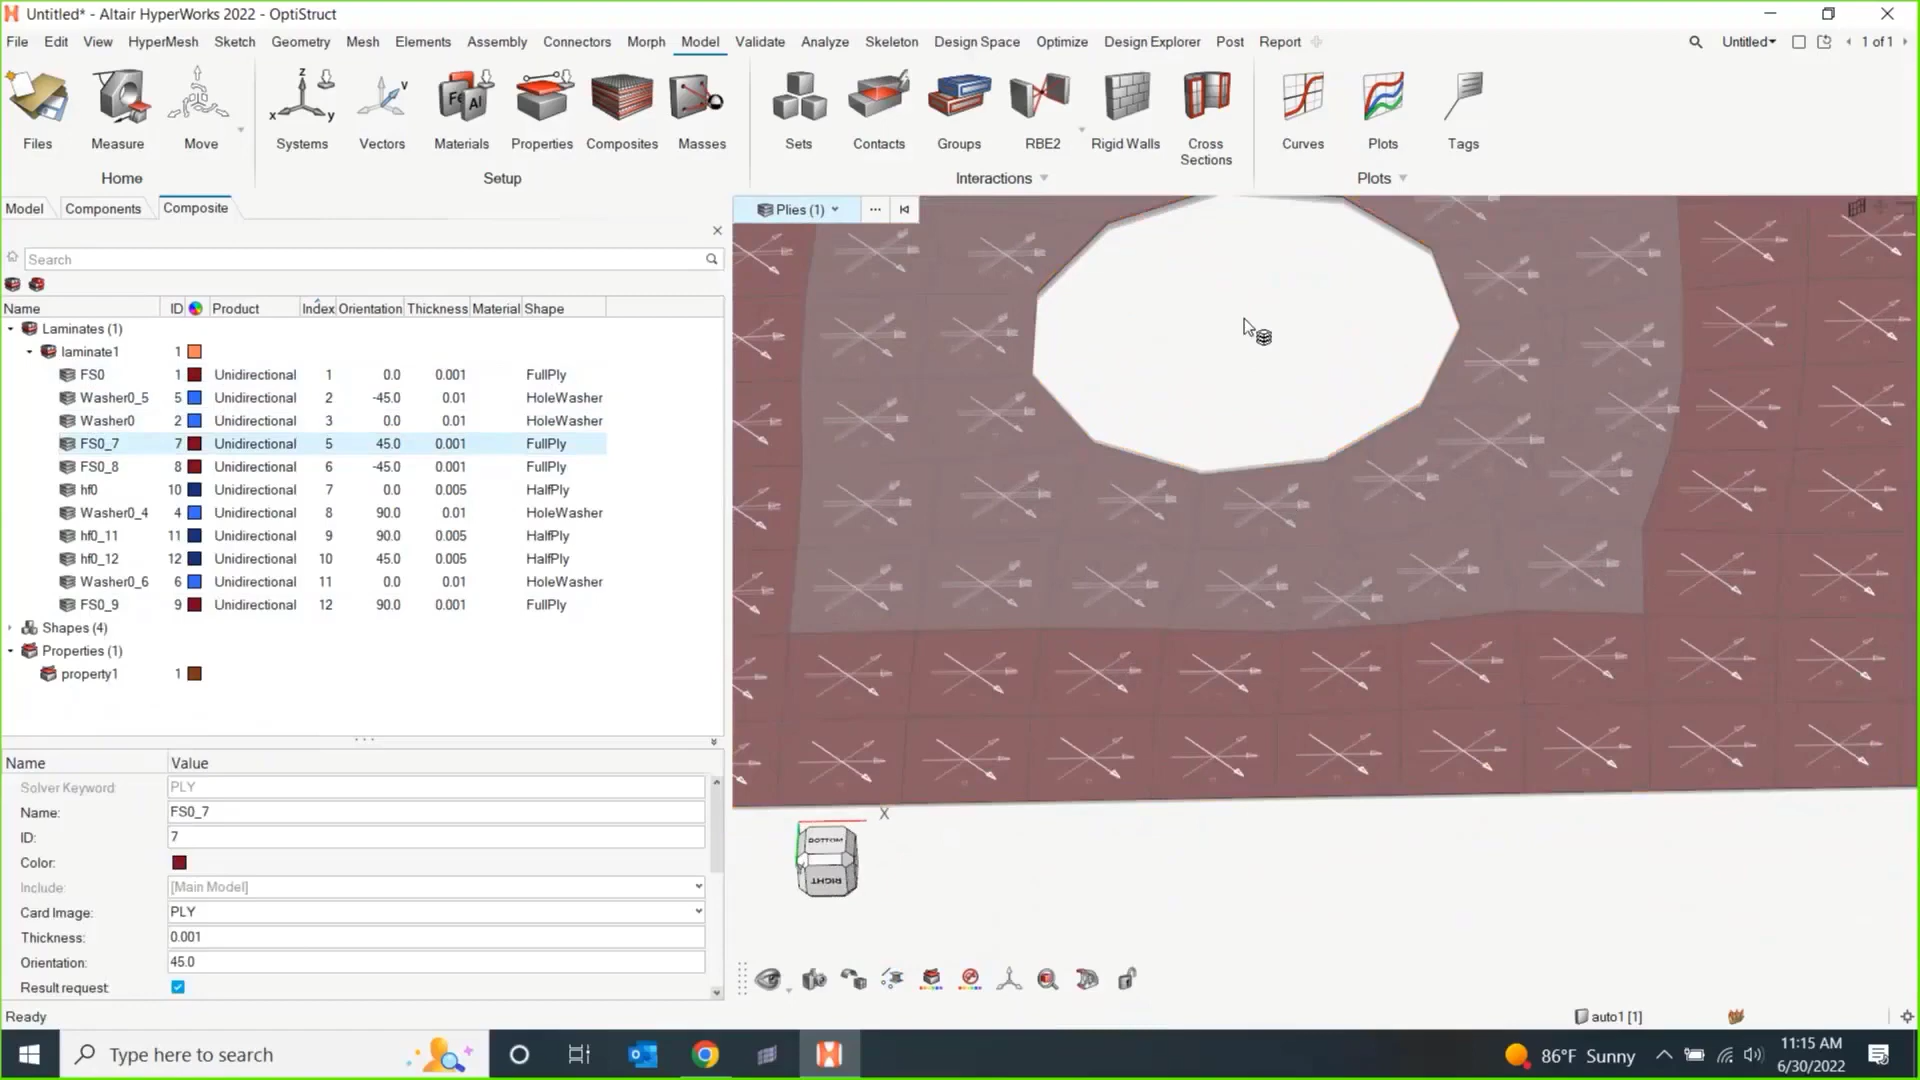 Untitled* - Altair HyperWorks 2022 - OptiStruct
File Edit View HyperMesh Sketch Geometry Mesh Elements Assembly Connectors Morph Model Validate Analyze Skeleton Design Space Optimize Design Explorer Post Report Untitled 1 of 1
z x y v Fe Al
Files Measure Move Systems Vectors Materials Properties Composites Masses Sets Contacts Groups RBE2 Rigid Walls Cross Sections Curves Plots Tags
Home Setup Interactions Plots
Model Components Composite Plies (1) ...
Search
Name ID Product Index Orientation Thickness Material Shape
Laminates (1)
laminate1 1
FS0 1 Unidirectional 1 0.0 0.001 FullPly
Washer0_5 5 Unidirectional 2 -45.0 0.01 HoleWasher
Washer0 2 Unidirectional 3 0.0 0.01 HoleWasher
FS0_7 7 Unidirectional 5 45.0 0.001 FullPly
FS0_8 8 Unidirectional 6 -45.0 0.001 FullPly
hf0 10 Unidirectional 7 0.0 0.005 HalfPly
Washer0_4 4 Unidirectional 8 90.0 0.01 HoleWasher
hf0_11 11 Unidirectional 9 90.0 0.005 HalfPly
hf0_12 12 Unidirectional 10 45.0 0.005 HalfPly
Washer0_6 6 Unidirectional 11 0.0 0.01 HoleWasher
FS0_9 9 Unidirectional 12 90.0 0.001 FullPly
Shapes (4)
Properties (1)
property1 1
Name Value
Solver Keyword: PLY
Name: FS0_7
ID: 7
Color:
Include: [Main Model]
Card Image: PLY
Thickness: 0.001
Orientation: 45.0
Result request:
X
BOTTOM
RIGHT
Ready auto1 [1]
Type here to search 86°F Sunny 11:15 AM
6/30/2022